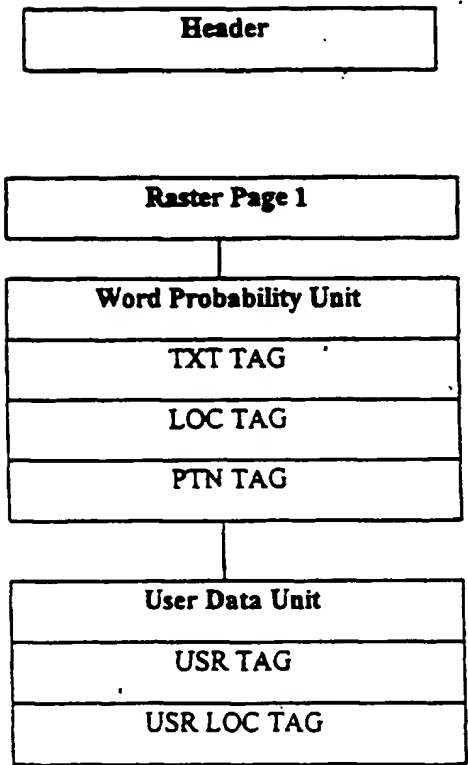 Header
Raster Page 1
Word Probability Unit
TXT TAG
LOC TAG
PTN TAG
User Data Unit
USR TAG
USR LOC TAG